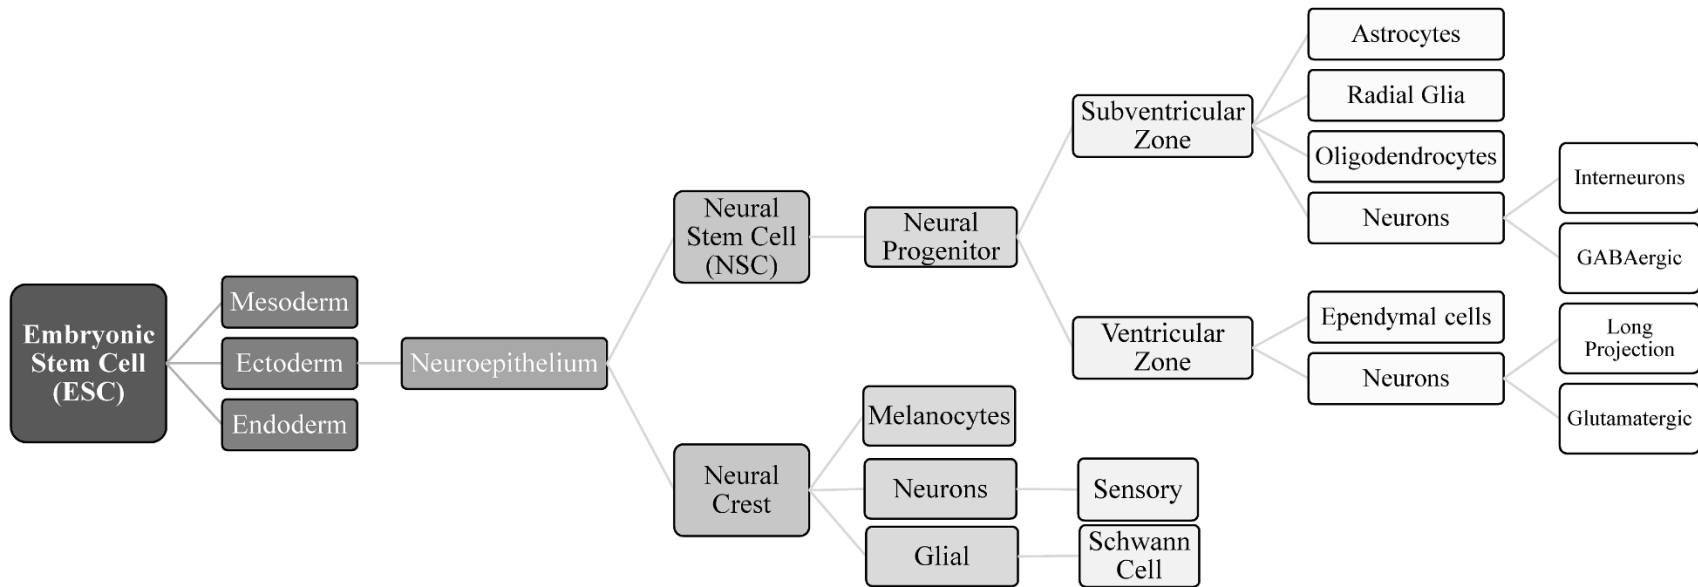 Embryonic
Stem Cell
(ESC)
Mesoderm
Ectoderm
Endoderm
Neuroepithelium
Neural
Stem Cell
(NSC)
Neural
Crest
Neural
Progenitor
Melanocytes
Neurons
Glial
Subventricular
Zone
Ventricular
Zone
Sensory
Schwann
Cell
Astrocytes
Radial Glia
Oligodendrocytes
Neurons
Ependymal cells
Neurons
Interneurons
GABAergic
Long
Projection
Glutamatergic